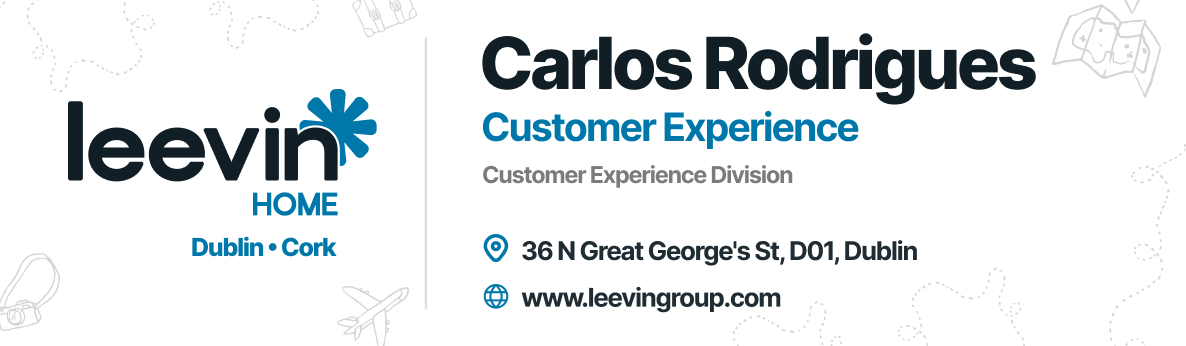 leevin
HOME
Dublin • Cork
Carlos Rodrigues
Customer Experience
Customer Experience Division
36 N Great George's St, D01, Dublin
www.leevingroup.com